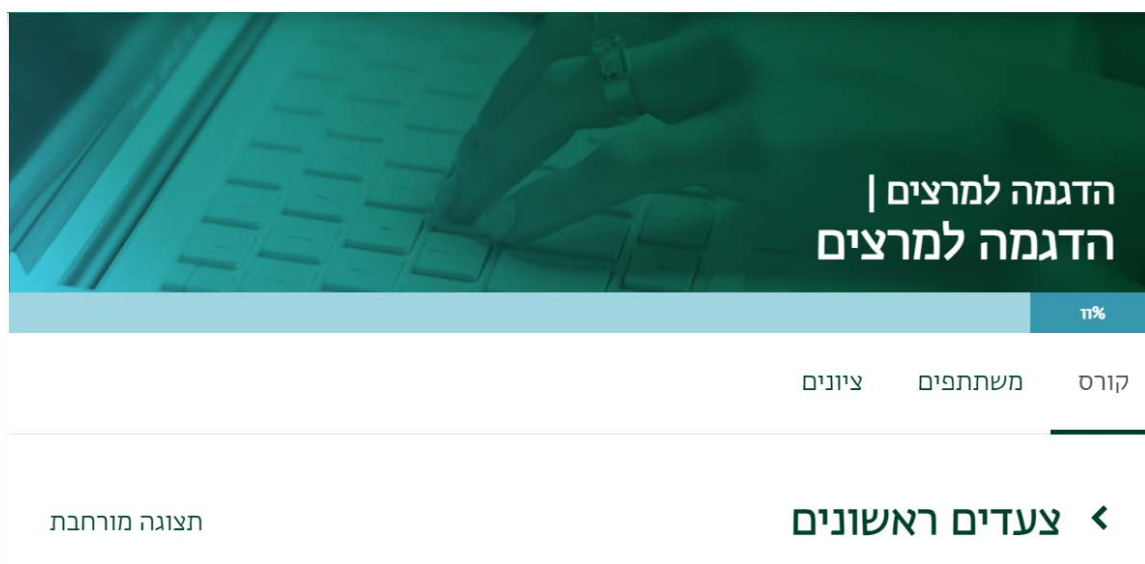 הדגמה למרצים |
הדגמה למרצים
11%
קורס משתתפים ציונים
צעדים ראשונים
תצוגה מורחבת